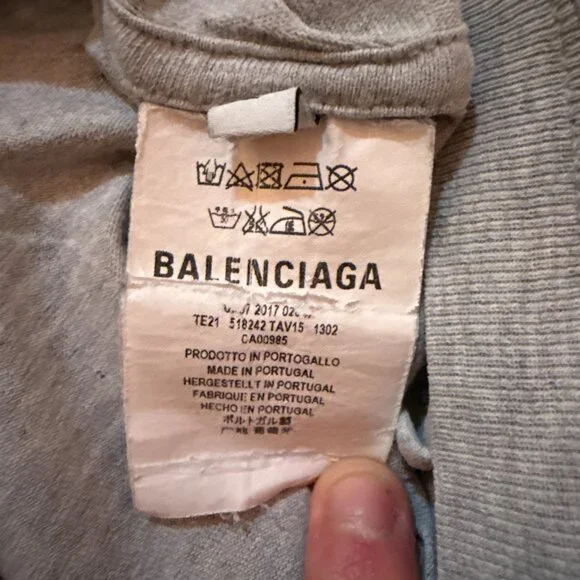 BALENCIAGA
2017
TE21 518242 TAV15 1302
CA00985
PRODOTTO IN PORTOGALLO
MADE IN PORTUGAL
HERGESTELLT IN PORTUGAL
FABRIQUE EN PORTUGAL
HECHO EN PORTUGAL
ポルトガル製